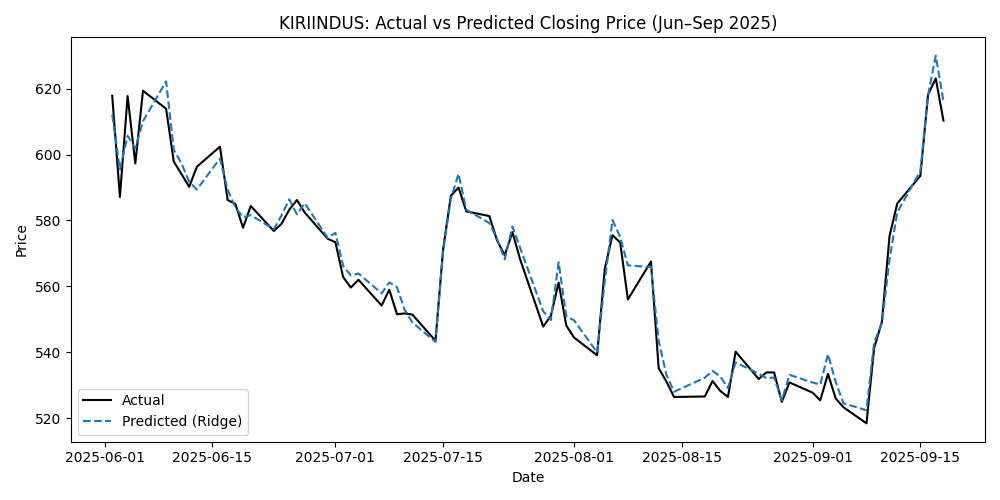 KIRIINDUS: Actual vs Predicted Closing Price (Jun–Sep 2025)
Price
620
600
580
560
540
520
Actual
Predicted (Ridge)
2025-06-01 2025-06-15 2025-07-01 2025-07-15 2025-08-01 2025-08-15 2025-09-01 2025-09-15
Date